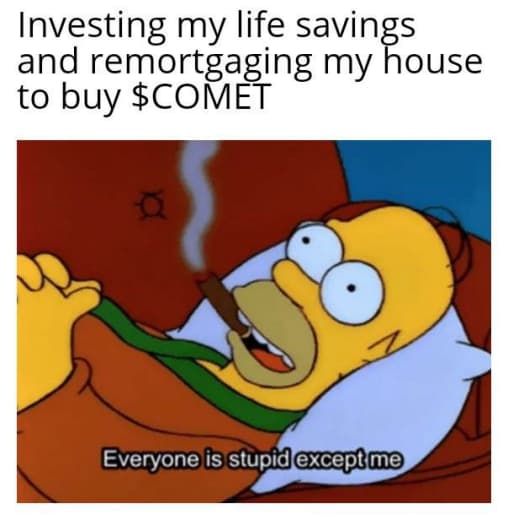 Investing my life savings
and remortgaging my house
to buy $COMET
Everyone is stupid except me